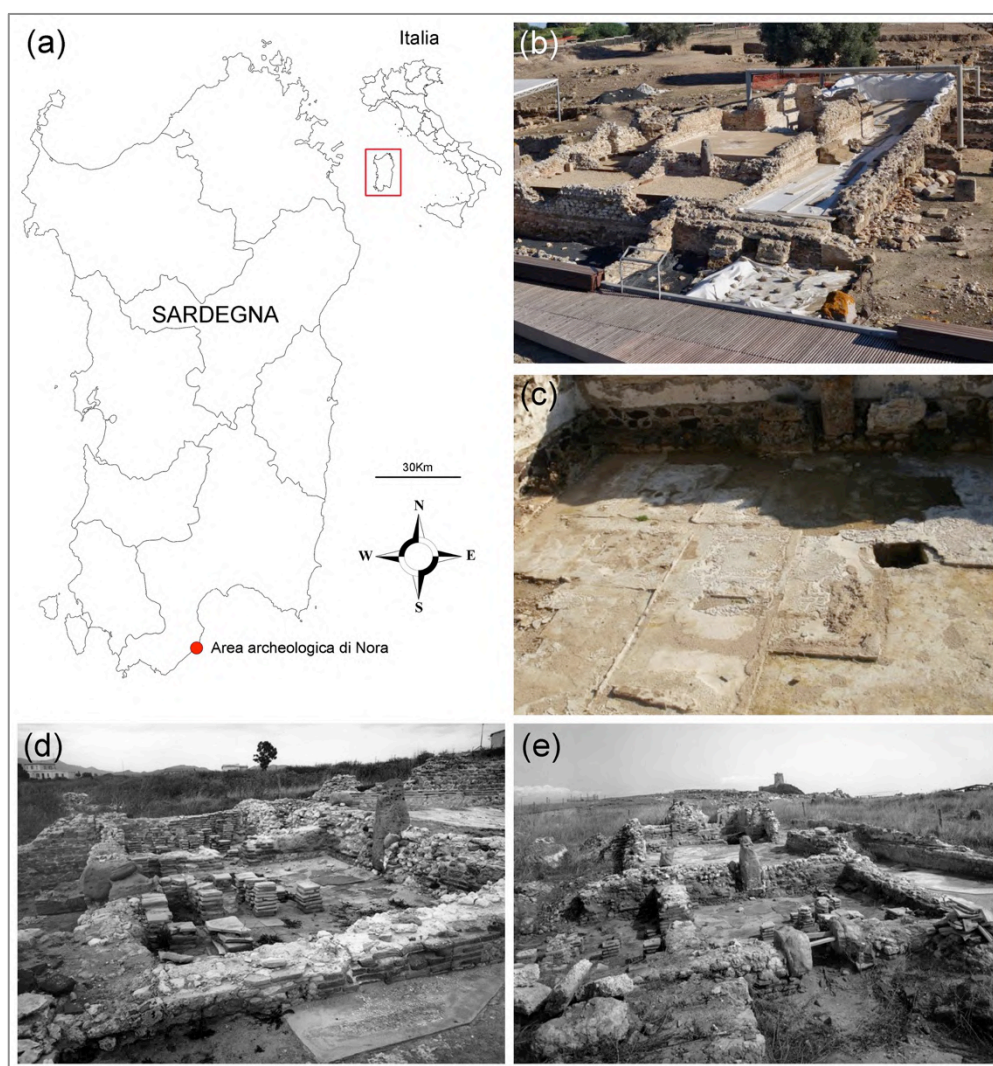 (a)
Italia
(b)
SARDEGNA
(c)
30Km
N
W E
S
Area archeologica di Nora
(d)
(e)